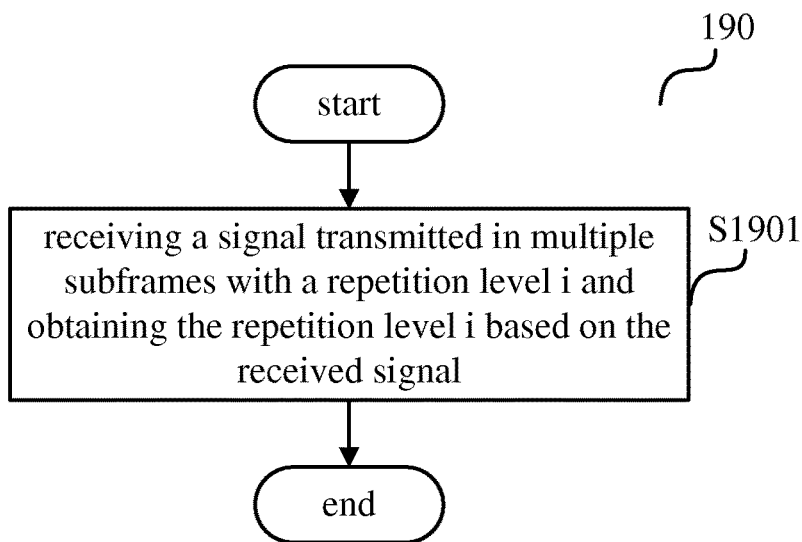 190
start
receiving a signal transmitted in multiple
subframes with a repetition level i and
obtaining the repetition level i based on the
received signal
S1901
end